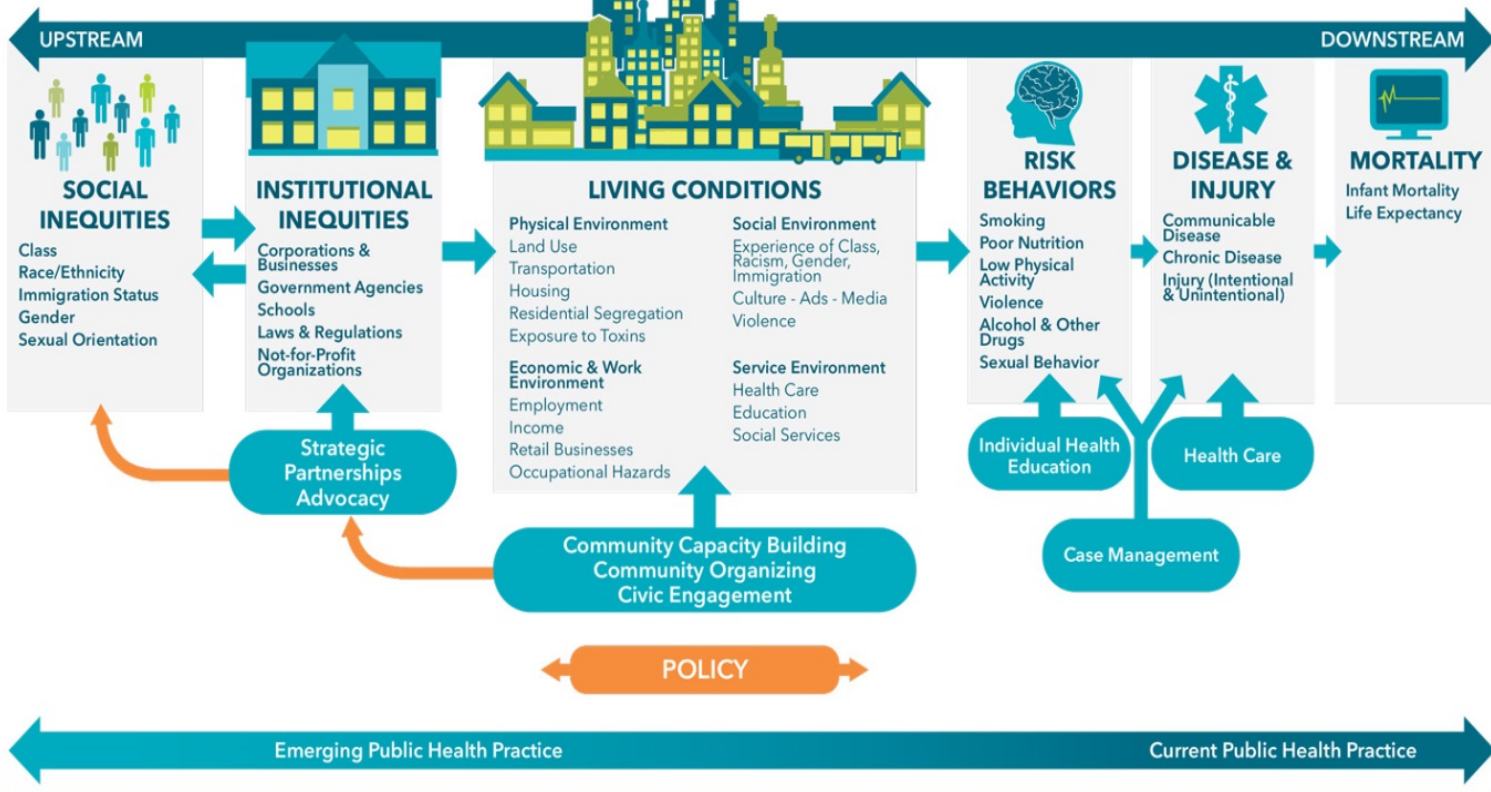 UPSTREAM
DOWNSTREAM
SOCIAL
INEQUITIES
Class
Race/Ethnicity
Immigration Status
Gender
Sexual Orientation
INSTITUTIONAL
INEQUITIES
Corporations &
Businesses
Government Agencies
Schools
Laws & Regulations
Not-for-Profit
Organizations
LIVING CONDITIONS
Physical Environment
Land Use
Transportation
Housing
Residential Segregation
Exposure to Toxins
Economic & Work
Environment
Employment
Income
Retail Businesses
Occupational Hazards
Social Environment
Experience of Class,
Racism, Gender,
Immigration
Culture - Ads - Media
Violence
Service Environment
Health Care
Education
Social Services
RISK
BEHAVIORS
Smoking
Poor Nutrition
Low Physical
Activity
Violence
Alcohol & Other
Drugs
Sexual Behavior
DISEASE &
INJURY
Communicable
Disease
Chronic Disease
Injury (Intentional
& Unintentional)
MORTALITY
Infant Mortality
Life Expectancy
Strategic
Partnerships
Advocacy
Community Capacity Building
Community Organizing
Civic Engagement
Individual Health
Education
Health Care
Case Management
POLICY
Emerging Public Health Practice
Current Public Health Practice